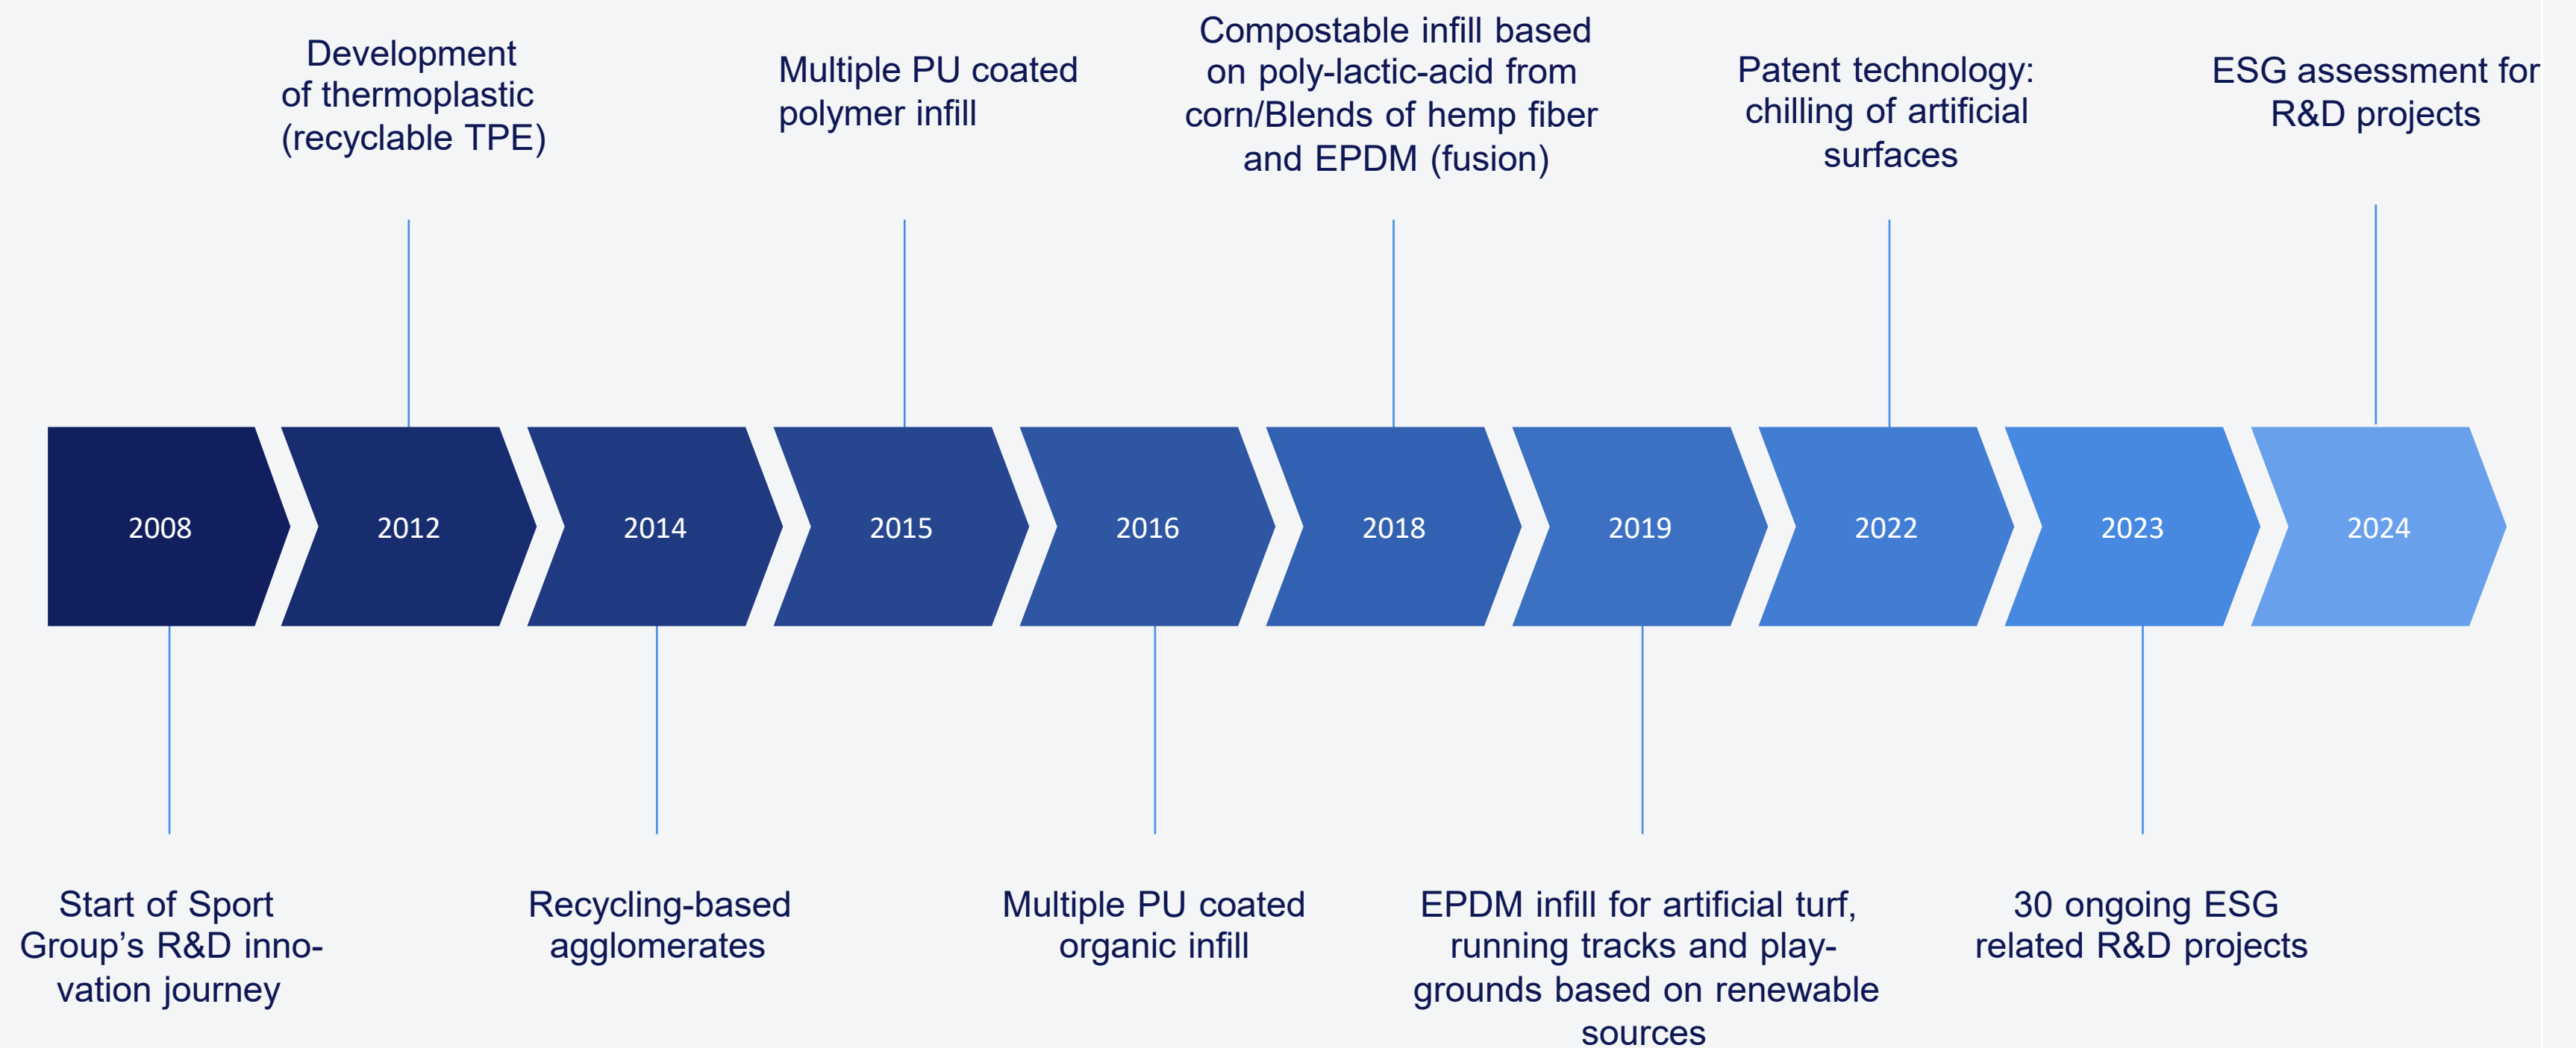 Development
of thermoplastic
(recyclable TPE)
Multiple PU coated
polymer infill
Compostable infill based
on poly-lactic-acid from
corn/Blends of hemp fiber
and EPDM (fusion)
Patent technology:
chilling of artificial
surfaces
ESG assessment for
R&D projects
2008
2012
2014
2015
2016
2018
2019
2022
2023
2024
Start of Sport
Group’s R&D inno-
vation journey
Recycling-based
agglomerates
Multiple PU coated
organic infill
EPDM infill for artificial turf,
running tracks and play-
grounds based on renewable
sources
30 ongoing ESG
related R&D projects